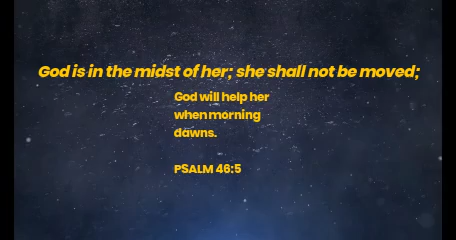 God is in the midst of her; she shall not be moved;
God will help her
when morning
dawns.
PSALM 46:5